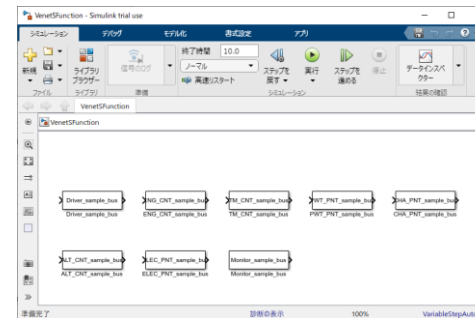 VenetSFunction - Simulink trial use
シミュレーション デバッグ モデル化 書式設定 アプリ
新規
ライブラリ
ブラウザー
信号のログ
終了時間 10.0
ノーマル
高速リスタート
ステップを
戻す
実行
ステップを
進める
停止
データ インスペ
クター
ファイル ライブラリ 準備 シミュレーション 結果の確認
VenetSFunction
VenetSFunction
Driver_sample_bus ENG_CNT_sample_bus TM_CNT_sample_bus PWT_PNT_sample_bus CHA_PNT_sample_bus
Driver_sample_bus ENG_CNT_sample_bus TM_CNT_sample_bus PWT_PNT_sample_bus CHA_PNT_sample_bus
ALT_CNT_sample_bus ELEC_PNT_sample_bus Monitor_sample_bus
ALT_CNT_sample_bus ELEC_PNT_sample_bus Monitor_sample_bus
準備完了 診断の表示 100% VariableStepAuto